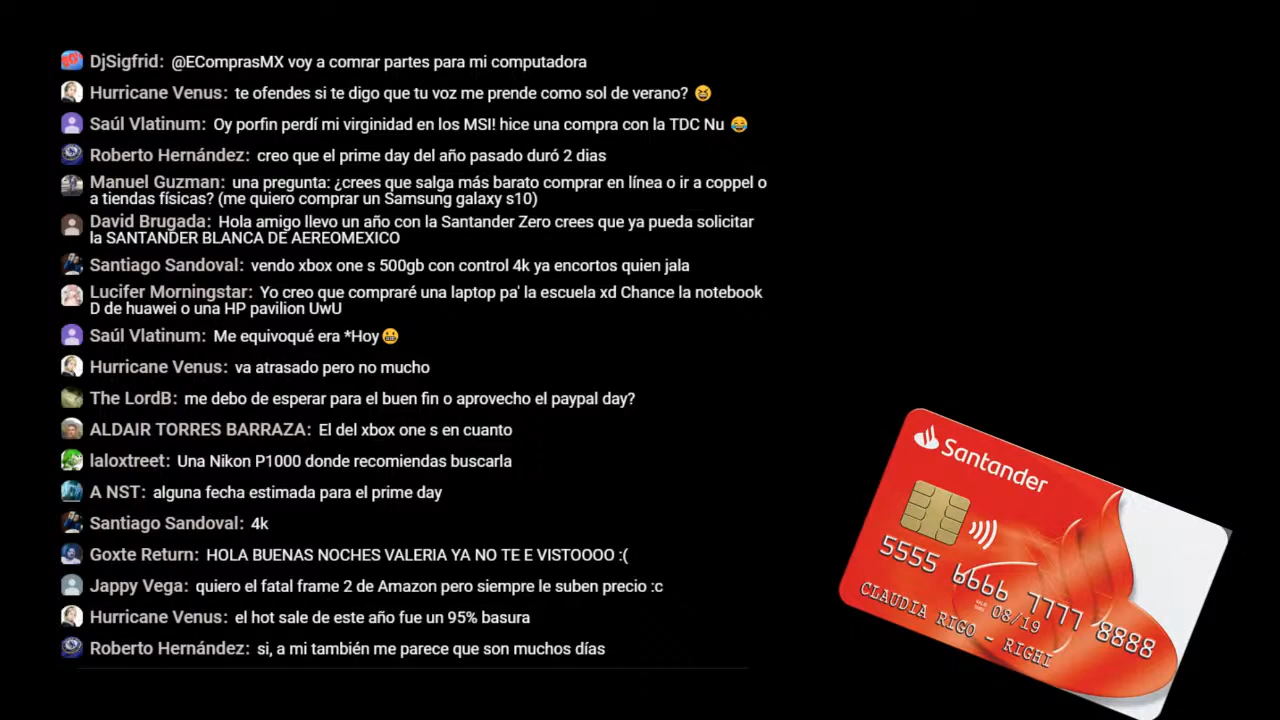 DjSigfrid: @EComprasMX voy a comrar partes para mi computadora
Hurricane Venus: te ofendes si te digo que tu voz me prende como sol de verano? 😆
Saúl Vlatinum: Oy porfin perdí mi virginidad en los MSI! hice una compra con la TDC Nu 😂
Roberto Hernández: creo que el prime day del año pasado duró 2 dias
Manuel Guzman: una pregunta: ¿crees que salga más barato comprar en línea o ir a coppel o
a tiendas físicas? (me quiero comprar un Samsung galaxy s10)
David Brugada: Hola amigo llevo un año con la Santander Zero crees que ya pueda solicitar
la SANTANDER BLANCA DE AEREOMEXICO
Santiago Sandoval: vendo xbox one s 500gb con control 4k ya encortos quien jala
Lucifer Morningstar: Yo creo que compraré una laptop pa' la escuela xd Chance la notebook
D de huawei o una HP pavilion UwU
Saúl Vlatinum: Me equivoqué era *Hoy😬
Hurricane Venus: va atrasado pero no mucho
The LordB: me debo de esperar para el buen fin o aprovecho el paypal day?
ALDAIR TORRES BARRAZA: El del xbox one s en cuanto
laloxtreet: Una Nikon P1000 donde recomiendas buscarla
A NST: alguna fecha estimada para el prime day
Santiago Sandoval: 4k
Goxte Return: HOLA BUENAS NOCHES VALERIA YA NO TE E VISTOOOO :(
Jappy Vega: quiero el fatal frame 2 de Amazon pero siempre le suben precio :c
Hurricane Venus: el hot sale de este año fue un 95% basura
Roberto Hernández: si, a mi también me parece que son muchos días
Santander
5555 6666 7777 8888
08/19
CLAUDIA RIGO - RIGHI